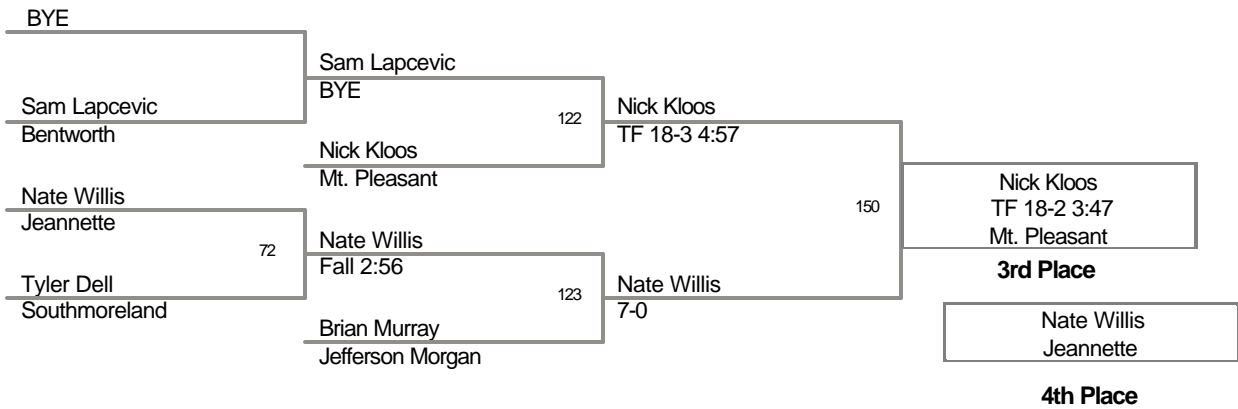 BYE
Sam Lapcevic
Bentworth
Nate Willis
Jeannette
72
Tyler Dell
Southmoreland
Sam Lapcevic
BYE
122
Nick Kloos
Mt. Pleasant
Nate Willis
Fall 2:56
123
Brian Murray
Jefferson Morgan
Nick Kloos
TF 18-3 4:57
150
Nate Willis
7-0
Nick Kloos
TF 18-2 3:47
Mt. Pleasant
3rd Place
Nate Willis
Jeannette
4th Place